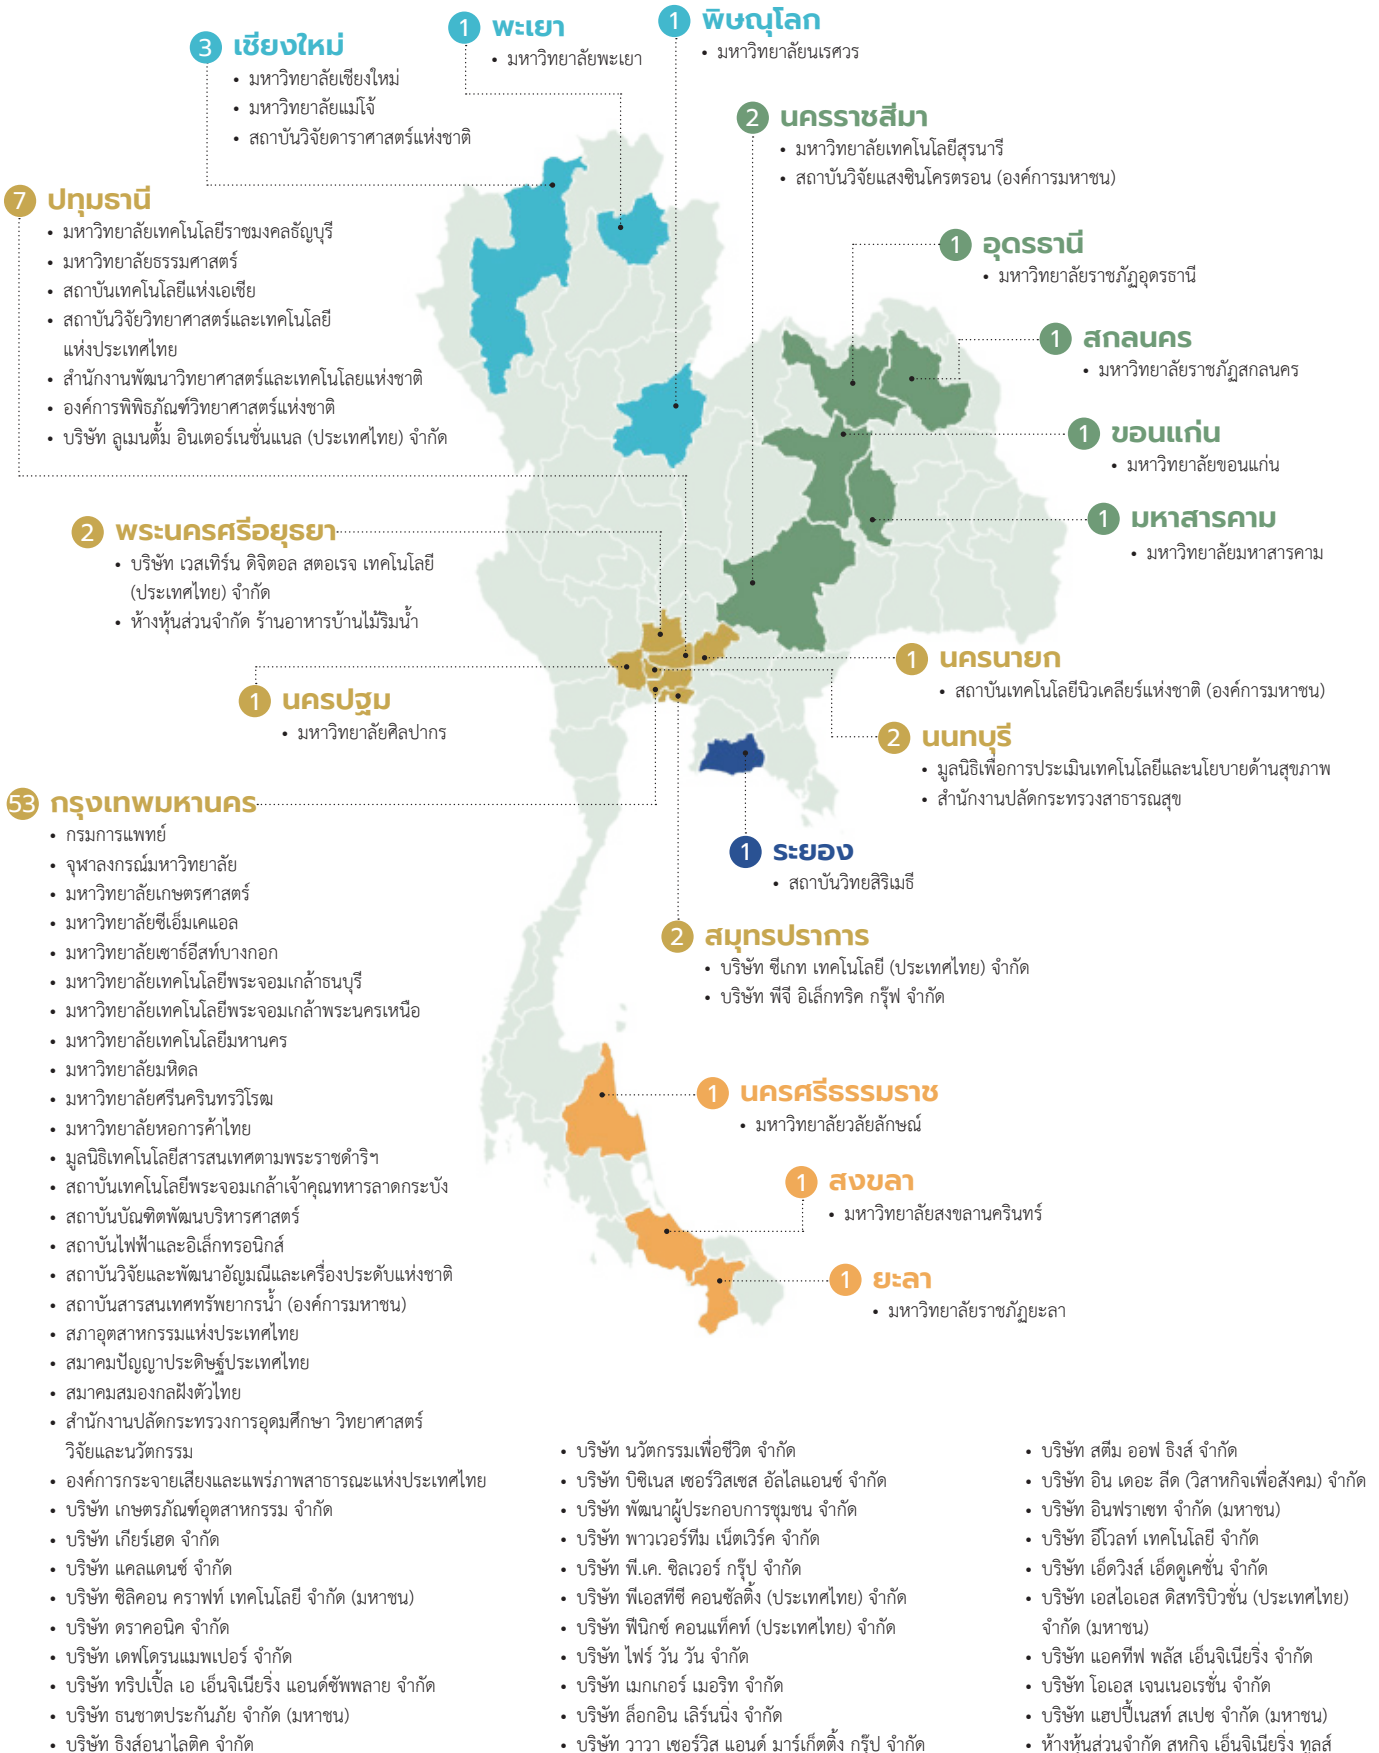 3 เชียงใหม่
• มหาวิทยาลัยเชียงใหม่
• มหาวิทยาลัยแม่โจ้
• สถาบันวิจัยดาราศาสตร์แห่งชาติ
1 พะเยา
• มหาวิทยาลัยพะเยา
1 พิษณุโลก
• มหาวิทยาลัยนเรศวร
2 นครราชสีมา
• มหาวิทยาลัยเทคโนโลยีสุรนารี
• สถาบันวิจัยแสงซินโครตรอน (องค์การมหาชน)
7 ปทุมธานี
• มหาวิทยาลัยเทคโนโลยีราชมงคลธัญบุรี
• มหาวิทยาลัยธรรมศาสตร์
• สถาบันเทคโนโลยีแห่งเอเชีย
• สถาบันวิจัยวิทยาศาสตร์และเทคโนโลยี
แห่งประเทศไทย
• สำนักงานพัฒนาวิทยาศาสตร์และเทคโนโลยแห่งชาติ
• องค์การพิพิธภัณฑ์วิทยาศาสตร์แห่งชาติ
• บริษัท ลูเมนตั้ม อินเตอร์เนชั่นแนล (ประเทศไทย) จำกัด
1 อุดรธานี
• มหาวิทยาลัยราชภัฏอุดรธานี
1 สกลนคร
• มหาวิทยาลัยราชภัฏสกลนคร
1 ขอนแก่น
• มหาวิทยาลัยขอนแก่น
1 มหาสารคาม
• มหาวิทยาลัยมหาสารคาม
2 พระนครศรีอยุธยา
• บริษัท เวสเทิร์น ดิจิตอล สตอเรจ เทคโนโลยี
(ประเทศไทย) จำกัด
• ห้างหุ้นส่วนจำกัด ร้านอาหารบ้านไม้ริมน้ำ
1 นครปฐม
• มหาวิทยาลัยศิลปากร
1 นครนายก
• สถาบันเทคโนโลยีนิวเคลียร์แห่งชาติ (องค์การมหาชน)
2 นนทบุรี
• มูลนิธิเพื่อการประเมินเทคโนโลยีและนโยบายด้านสุขภาพ
• สำนักงานปลัดกระทรวงสาธารณสุข
1 ระยอง
• สถาบันวิทยสิริเมธี
2 สมุทรปราการ
• บริษัท ซีเกท เทคโนโลยี (ประเทศไทย) จำกัด
• บริษัท พีจี อิเล็กทริค กรุ๊ฟ จำกัด
1 นครศรีธรรมราช
• มหาวิทยาลัยวลัยลักษณ์
1 สงขลา
• มหาวิทยาลัยสงขลานครินทร์
1 ยะลา
• มหาวิทยาลัยราชภัฏยะลา
53 กรุงเทพมหานคร
• กรมการแพทย์
• จุฬาลงกรณ์มหาวิทยาลัย
• มหาวิทยาลัยเกษตรศาสตร์
• มหาวิทยาลัยซีเอ็มเคแอล
• มหาวิทยาลัยเซาธ์อีสท์บางกอก
• มหาวิทยาลัยเทคโนโลยีพระจอมเกล้าธนบุรี
• มหาวิทยาลัยเทคโนโลยีพระจอมเกล้าพระนครเหนือ
• มหาวิทยาลัยเทคโนโลยีมหานคร
• มหาวิทยาลัยมหิดล
• มหาวิทยาลัยศรีนครินทรวิโรฒ
• มหาวิทยาลัยหอการค้าไทย
• มูลนิธิเทคโนโลยีสารสนเทศตามพระราชดำริฯ
• สถาบันเทคโนโลยีพระจอมเกล้าเจ้าคุณทหารลาดกระบัง
• สถาบันบัณฑิตพัฒนบริหารศาสตร์
• สถาบันไฟฟ้าและอิเล็กทรอนิกส์
• สถาบันวิจัยและพัฒนาอัญมณีและเครื่องประดับแห่งชาติ
• สถาบันสารสนเทศทรัพยากรน้ำ (องค์การมหาชน)
• สภาอุตสาหกรรมแห่งประเทศไทย
• สมาคมปัญญาประดิษฐ์ประเทศไทย
• สมาคมสมองกลฝังตัวไทย
• สำนักงานปลัดกระทรวงการอุดมศึกษา วิทยาศาสตร์
วิจัยและนวัตกรรม
• องค์การกระจายเสียงและแพร่ภาพสาธารณะแห่งประเทศไทย
• บริษัท เกษตรภัณฑ์อุตสาหกรรม จำกัด
• บริษัท เกียร์เฮด จำกัด
• บริษัท แคลแดนซ์ จำกัด
• บริษัท ซิลิคอน คราฟท์ เทคโนโลยี จำกัด (มหาชน)
• บริษัท ดราคอนิค จำกัด
• บริษัท เดฟโดรนแมพเปอร์ จำกัด
• บริษัท ทริปเปิ้ล เอ เอ็นจิเนียริ่ง แอนด์ซัพพลาย จำกัด
• บริษัท ธนชาตประกันภัย จำกัด (มหาชน)
• บริษัท ธิงส์อนาไลติค จำกัด
• บริษัท นวัตกรรมเพื่อชีวิต จำกัด
• บริษัท บิซิเนส เซอร์วิสเซส อัลไลแอนซ์ จำกัด
• บริษัท พัฒนาผู้ประกอบการชุมชน จำกัด
• บริษัท พาวเวอร์ทีม เน็ตเวิร์ค จำกัด
• บริษัท พี.เค. ซิลเวอร์ กรุ๊ป จำกัด
• บริษัท พีเอสทีซี คอนซัลติ้ง (ประเทศไทย) จำกัด
• บริษัท ฟีนิกซ์ คอนแท็คท์ (ประเทศไทย) จำกัด
• บริษัท ไฟร์ วัน วัน จำกัด
• บริษัท เมกเกอร์ เมอริท จำกัด
• บริษัท ล็อกอิน เลิร์นนิ่ง จำกัด
• บริษัท วาวา เซอร์วิส แอนด์ มาร์เก็ตติ้ง กรุ๊ป จำกัด
• บริษัท สตีม ออฟ ธิงส์ จำกัด
• บริษัท อิน เดอะ ลีด (วิสาหกิจเพื่อสังคม) จำกัด
• บริษัท อินฟราเซท จำกัด (มหาชน)
• บริษัท อีโวลท์ เทคโนโลยี จำกัด
• บริษัท เอ็ดวิงส์ เอ็ดดูเคชั่น จำกัด
• บริษัท เอสไอเอส ดิสทริบิวชั่น (ประเทศไทย)
จำกัด (มหาชน)
• บริษัท แอคทีฟ พลัส เอ็นจิเนียริ่ง จำกัด
• บริษัท โอเอส เจนเนอเรชั่น จำกัด
• บริษัท แฮปปี้เนสท์ สเปซ จำกัด (มหาชน)
• ห้างหุ้นส่วนจำกัด สหกิจ เอ็นจิเนียริ่ง ทูลส์